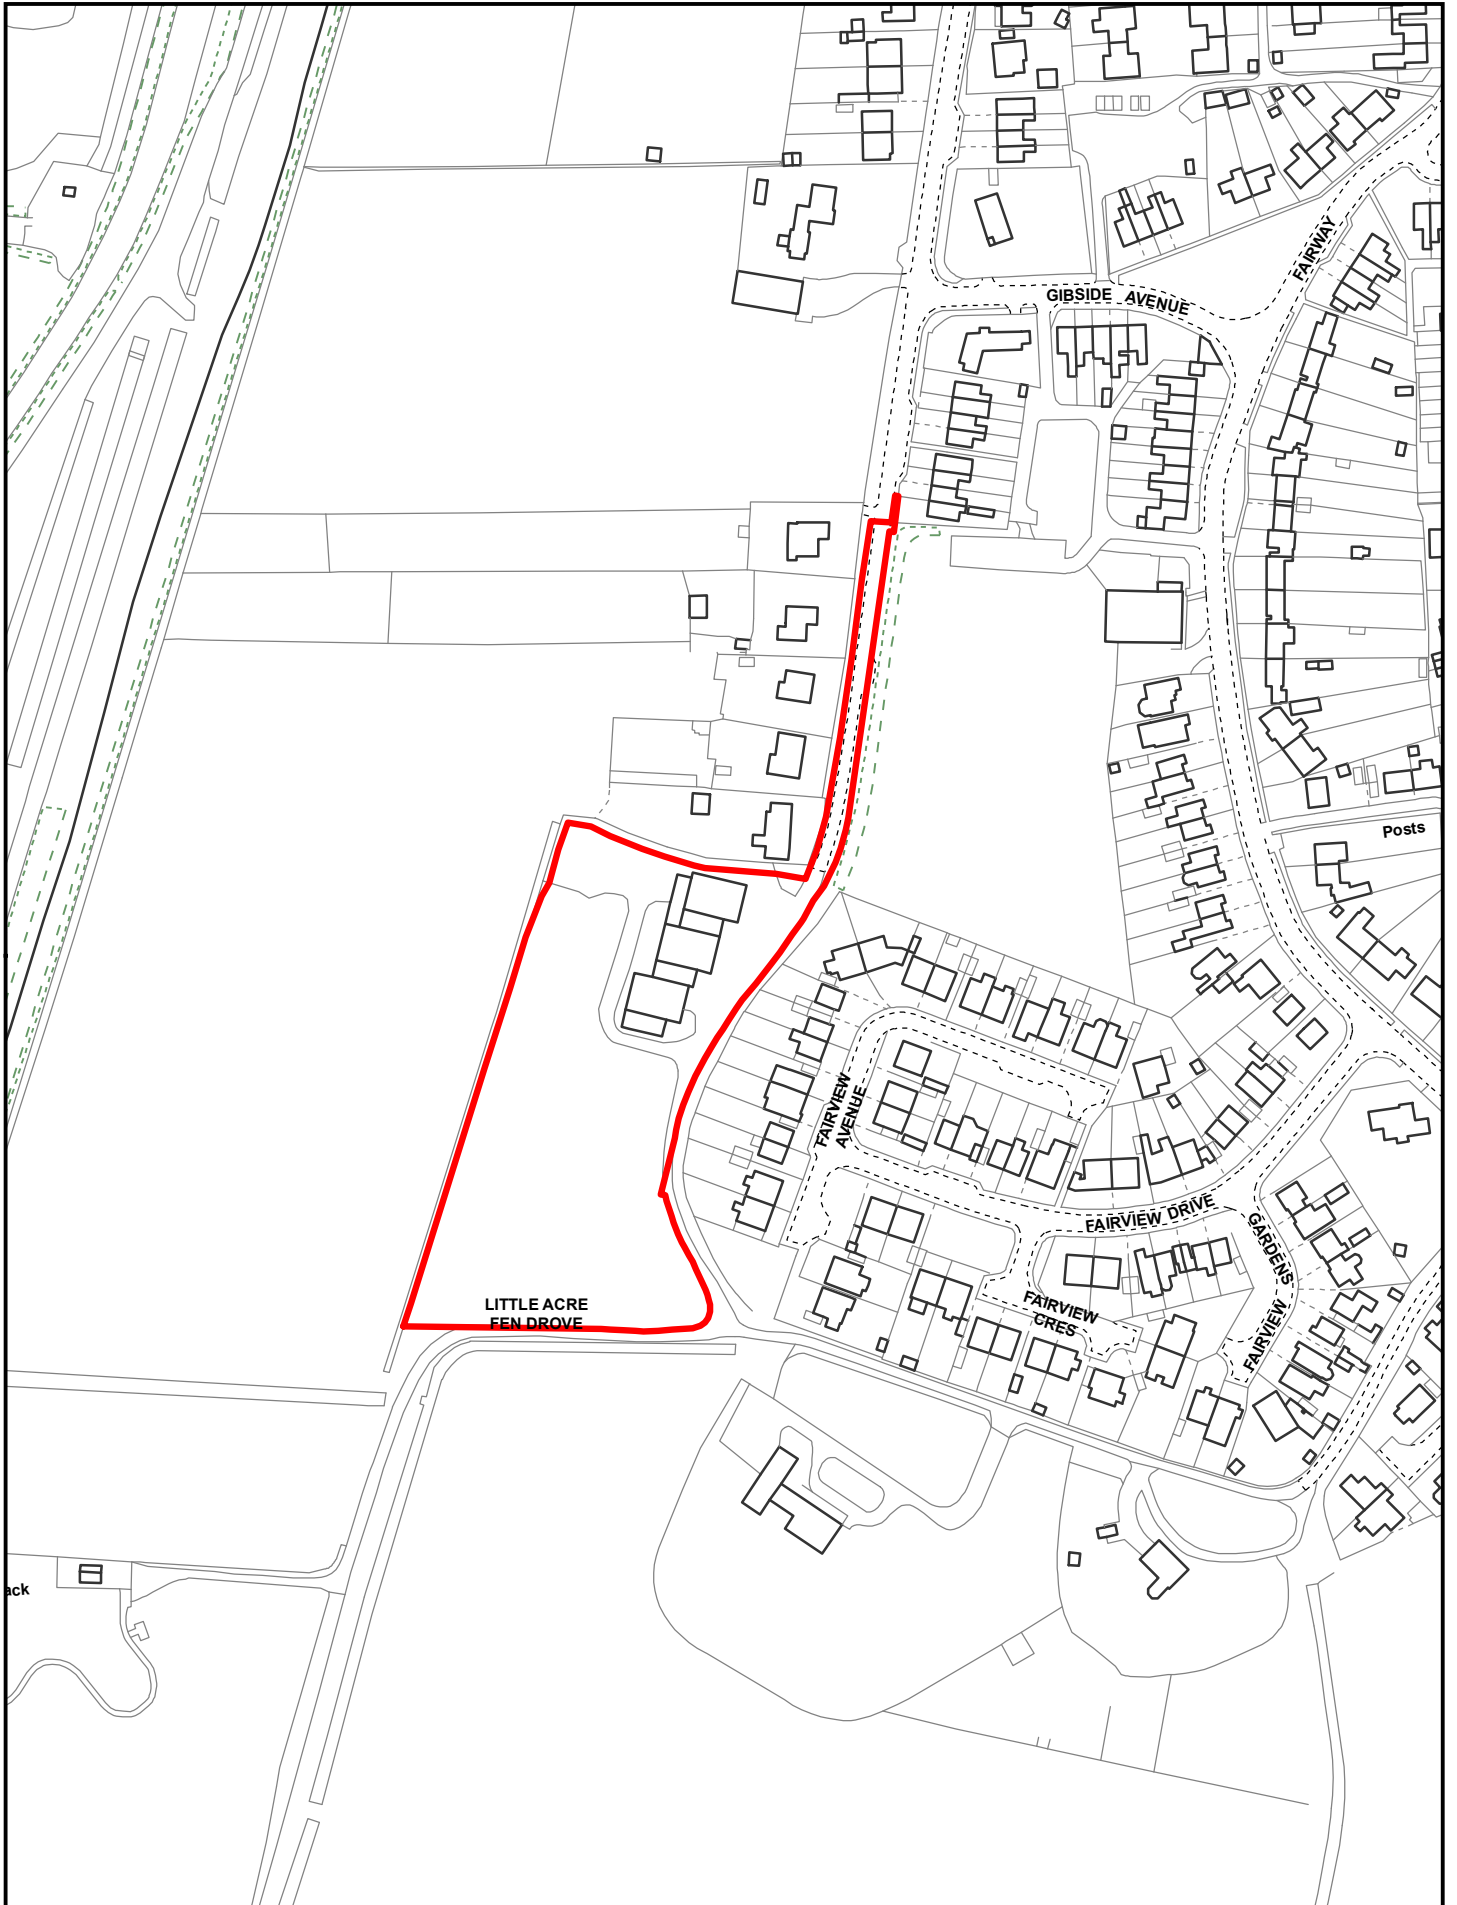 FAIRWAY
GIBSIDE AVENUE
Posts
FAIRVIEW
AVENUE
FAIRVIEW DRIVE
GARDENS
FAIRVIEW
FAIRVIEW
CRES
LITTLE ACRE
FEN DROVE
ack